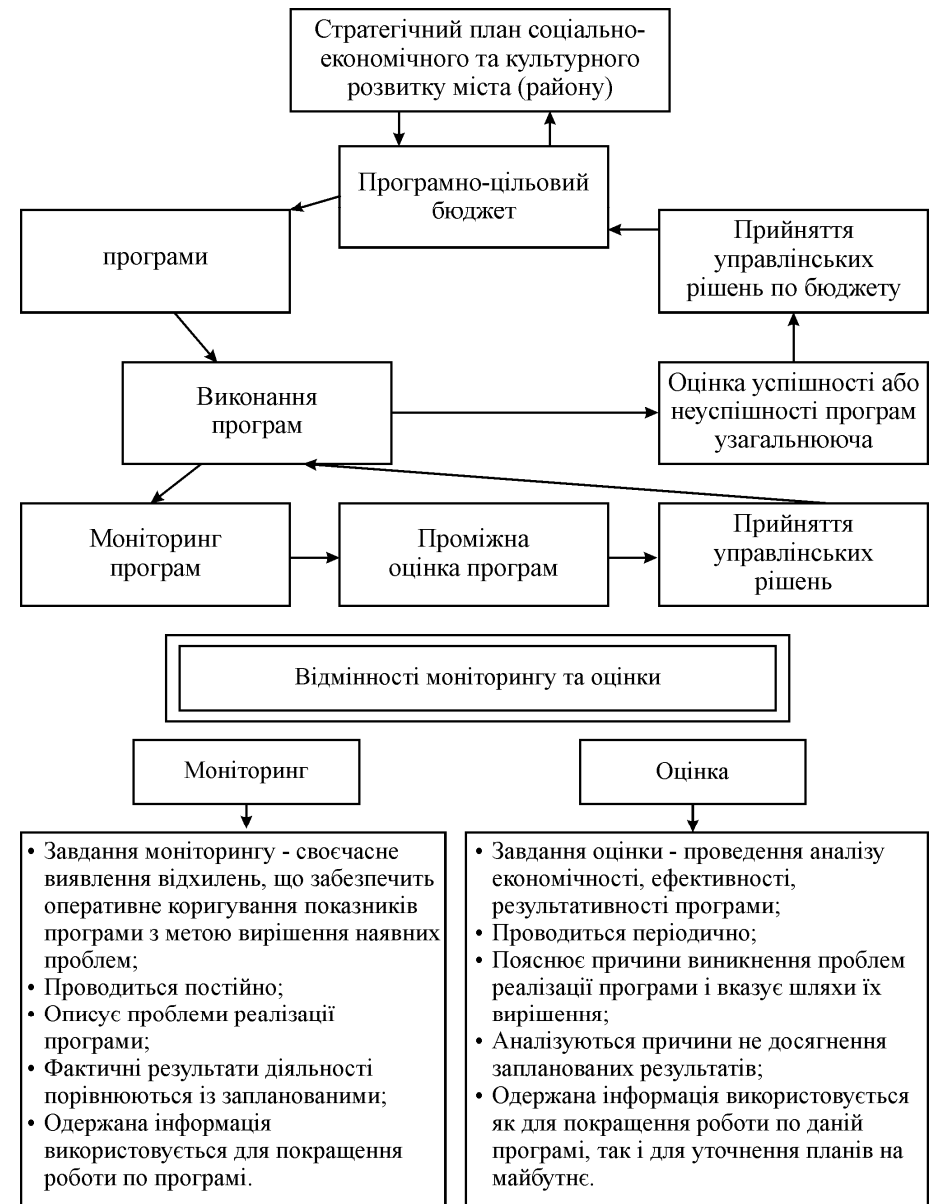 Стратегічний план соціально-
економічного та культурного
розвитку міста (району)
Програмно-цільовий
бюджет
програми
Прийняття
управлінських
рішень по бюджету
Виконання
програм
Оцінка успішності або
неуспішності програм
узагальнююча
Моніторинг
програм
Проміжна
оцінка програм
Прийняття
управлінських
рішень
Відмінності моніторингу та оцінки
Моніторинг
• Завдання моніторингу - своєчасне
виявлення відхилень, що забезпечить
оперативне коригування показників
програми з метою вирішення наявних
проблем;
• Проводиться постійно;
• Описує проблеми реалізації
програми;
• Фактичні результати діяльності
порівнюються із запланованими;
• Одержана інформація
використовується для покращення
роботи по програмі.
Оцінка
• Завдання оцінки - проведення аналізу
економічності, ефективності,
результативності програми;
• Проводиться періодично;
• Пояснює причини виникнення проблем
реалізації програми і вказує шляхи їх
вирішення;
• Аналізуються причини не досягнення
запланованих результатів;
• Одержана інформація використовується
як для покращення роботи по даній
програмі, так і для уточнення планів на
майбутнє.